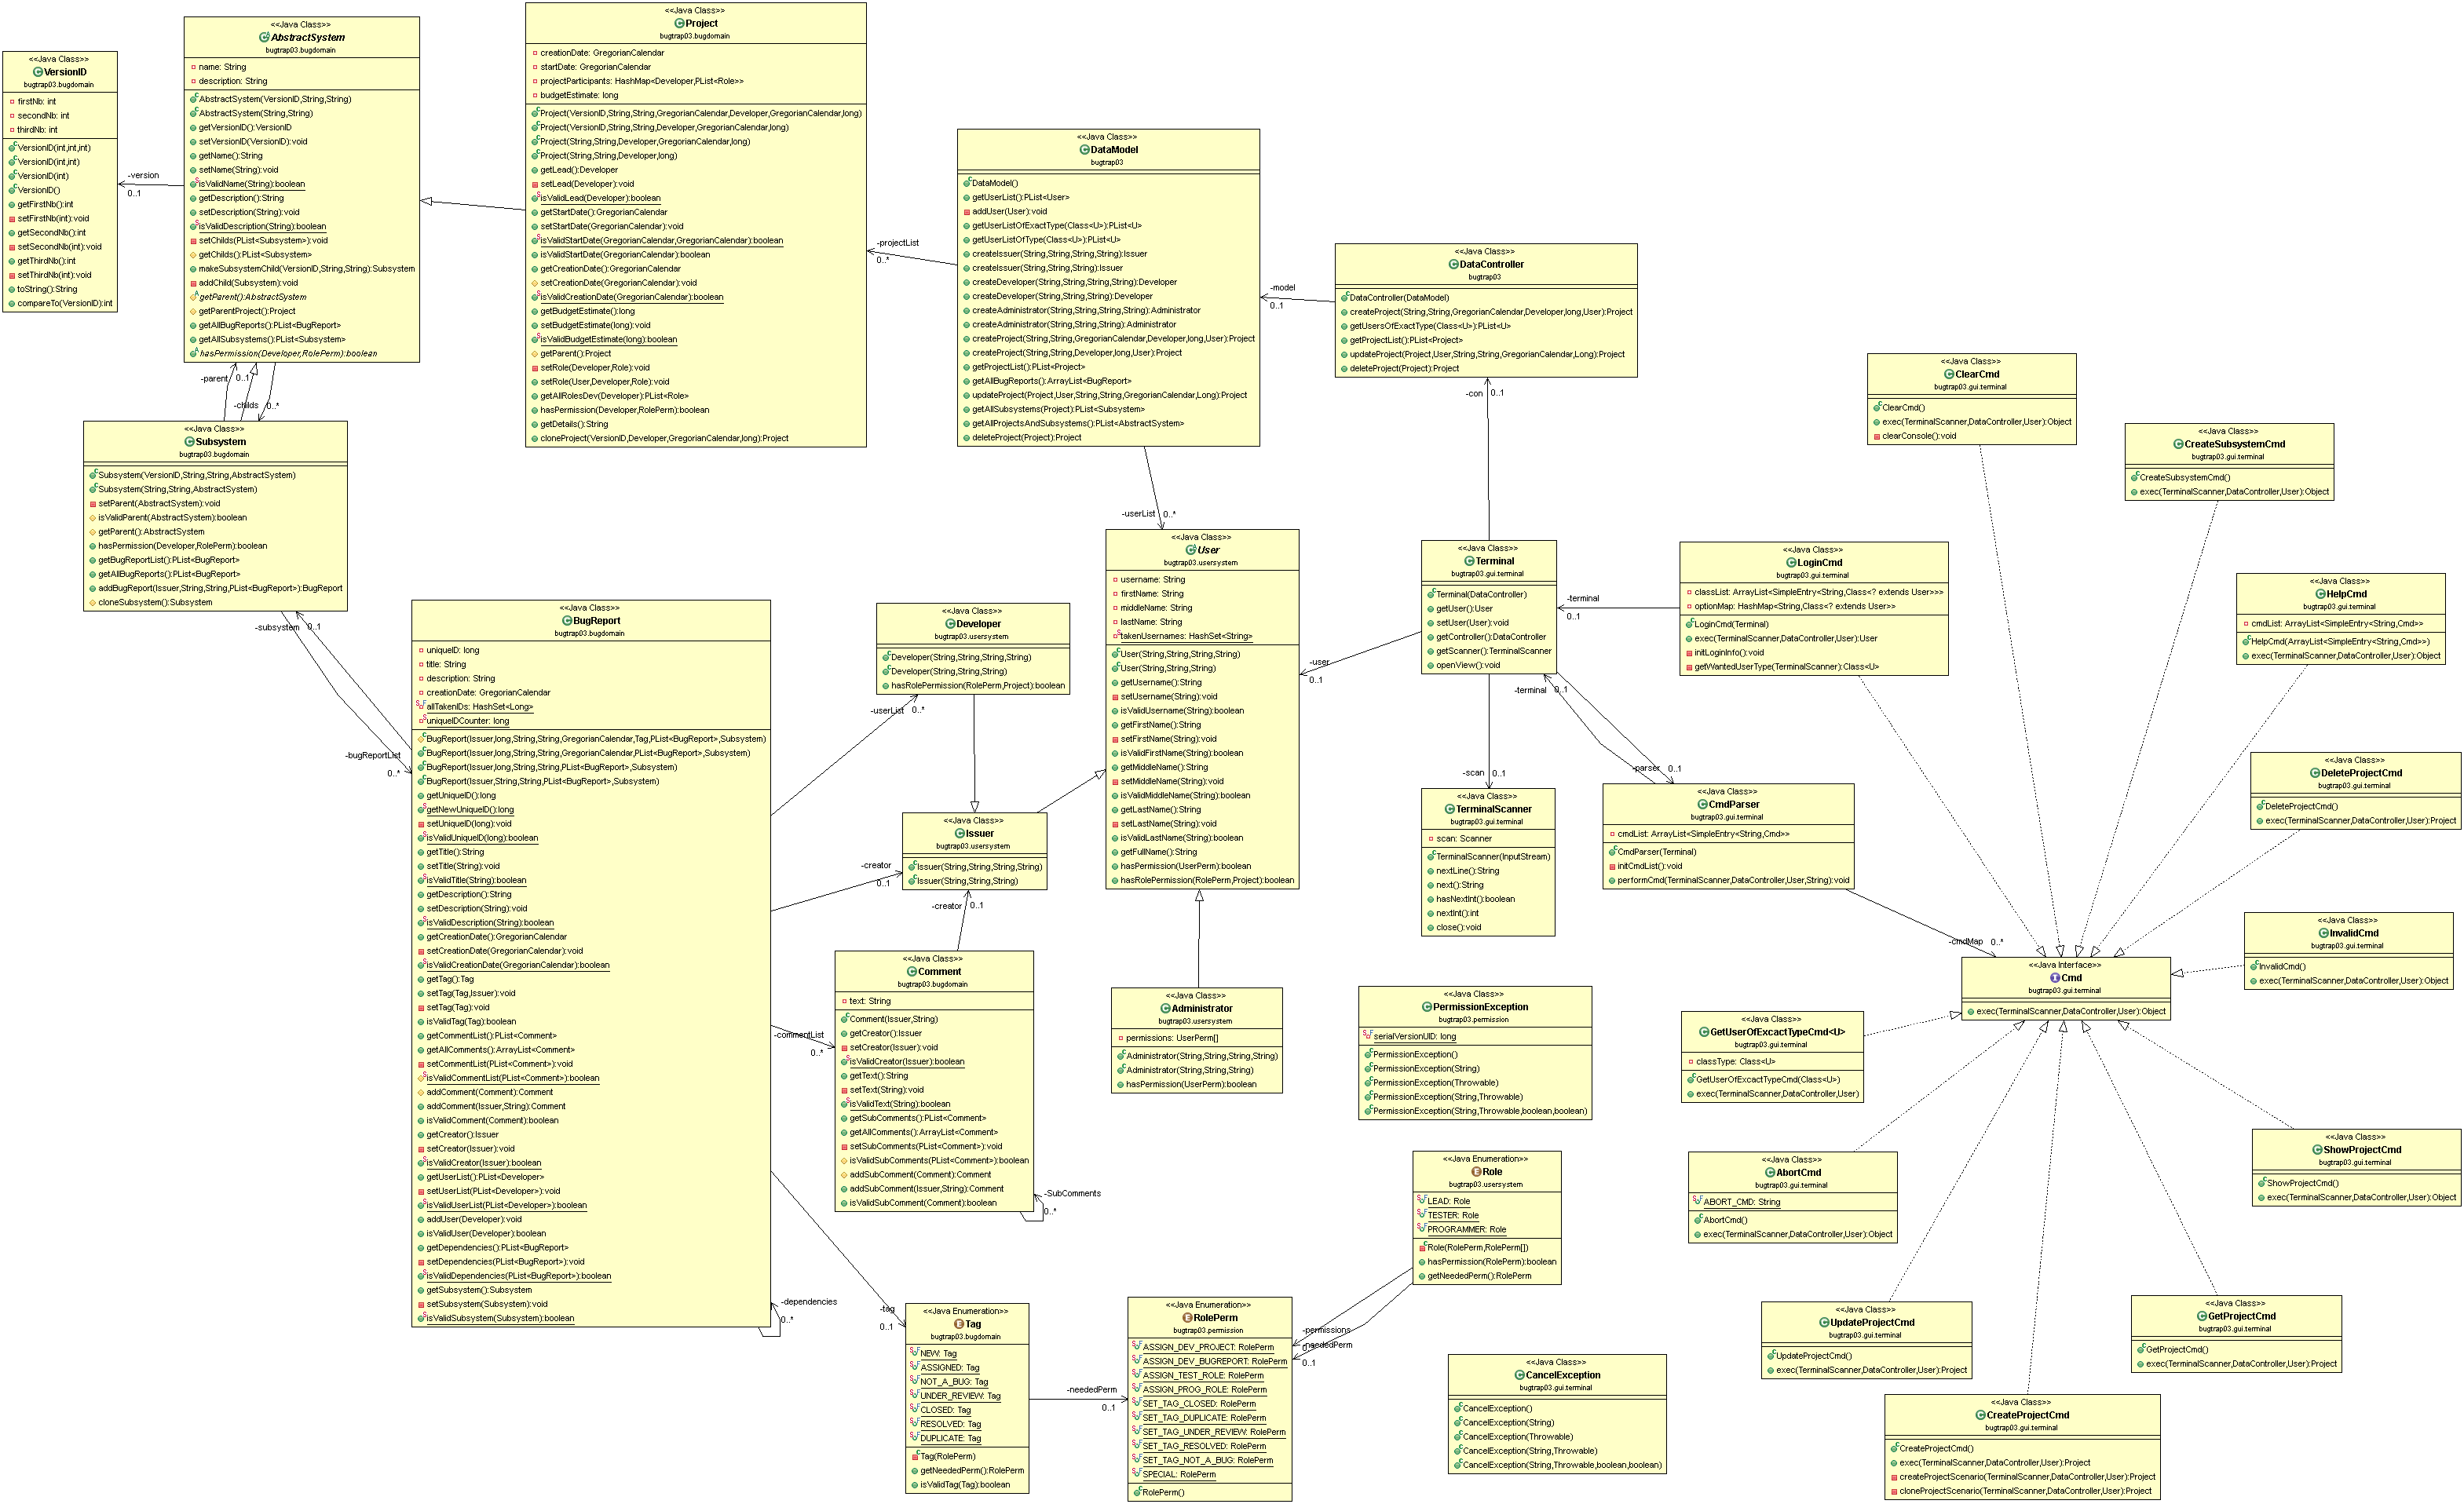 <<Java Class>>
VersionID
bugtrap03.bugdomain
firstNb: int
secondNb: int
thirdNb: int
VersionID(int,int,int)
VersionID(int,int)
VersionID(int)
VersionID()
getFirstNb():int
setFirstNb(int):void
getSecondNb():int
setSecondNb(int):void
getThirdNb():int
setThirdNb(int):void
toString():String
compareTo(VersionID):int
-version
0..1
<<Java Class>>
AbstractSystem
bugtrap03.bugdomain
name: String
description: String
AbstractSystem(VersionID,String,String)
AbstractSystem(String,String)
getVersionID():VersionID
setVersionID(VersionID):void
getName():String
setName(String):void
isValidName(String):boolean
getDescription():String
setDescription(String):void
isValidDescription(String):boolean
setChilds(PList<Subsystem>):void
getChilds():PList<Subsystem>
makeSubsystemChild(VersionID,String,String):Subsystem
addChild(Subsystem):void
getParent():AbstractSystem
getParentProject():Project
getAllBugReports():PList<BugReport>
getAllSubsystems():PList<Subsystem>
hasPermission(Developer,RolePerm):boolean
-parent
0..1
-childs
0..*
<<Java Class>>
Subsystem
bugtrap03.bugdomain
Subsystem(VersionID,String,String,AbstractSystem)
Subsystem(String,String,AbstractSystem)
setParent(AbstractSystem):void
isValidParent(AbstractSystem):boolean
getParent():AbstractSystem
hasPermission(Developer,RolePerm):boolean
getBugReportList():PList<BugReport>
getAllBugReports():PList<BugReport>
addBugReport(Issuer,String,String,PList<BugReport>):BugReport
cloneSubsystem():Subsystem
-subsystem
0..1
-bugReportList
0..*
<<Java Class>>
Project
bugtrap03.bugdomain
creationDate: GregorianCalendar
startDate: GregorianCalendar
projectParticipants: HashMap<Developer,PList<Role>>
budgetEstimate: long
Project(VersionID,String,String,GregorianCalendar,Developer,GregorianCalendar,long)
Project(VersionID,String,String,Developer,GregorianCalendar,long)
Project(String,String,Developer,GregorianCalendar,long)
Project(String,String,Developer,long)
getLead():Developer
setLead(Developer):void
isValidLead(Developer):boolean
getStartDate():GregorianCalendar
setStartDate(GregorianCalendar):void
isValidStartDate(GregorianCalendar,GregorianCalendar):boolean
isValidStartDate(GregorianCalendar):boolean
getCreationDate():GregorianCalendar
setCreationDate(GregorianCalendar):void
isValidCreationDate(GregorianCalendar):boolean
getBudgetEstimate():long
setBudgetEstimate(long):void
isValidBudgetEstimate(long):boolean
getParent():Project
setRole(Developer,Role):void
setRole(User,Developer,Role):void
getAllRolesDev(Developer):PList<Role>
hasPermission(Developer,RolePerm):boolean
getDetails():String
cloneProject(VersionID,Developer,GregorianCalendar,long):Project
-projectList
0..*
<<Java Class>>
DataModel
bugtrap03
DataModel()
getUserList():PList<User>
addUser(User):void
getUserListOfExactType(Class<U>):PList<U>
getUserListOfType(Class<U>):PList<U>
createIssuer(String,String,String,String):Issuer
createIssuer(String,String,String):Issuer
createDeveloper(String,String,String,String):Developer
createDeveloper(String,String,String):Developer
createAdministrator(String,String,String,String):Administrator
createAdministrator(String,String,String):Administrator
createProject(String,String,GregorianCalendar,Developer,long,User):Project
createProject(String,String,Developer,long,User):Project
getProjectList():PList<Project>
getAllBugReports():ArrayList<BugReport>
updateProject(Project,User,String,String,GregorianCalendar,Long):Project
getAllSubsystems(Project):PList<Subsystem>
getAllProjectsAndSubsystems():PList<AbstractSystem>
deleteProject(Project):Project
-userList
0..*
-model
0..1
<<Java Class>>
DataController
bugtrap03
DataController(DataModel)
createProject(String,String,GregorianCalendar,Developer,long,User):Project
getUsersOfExactType(Class<U>):PList<U>
getProjectList():PList<Project>
updateProject(Project,User,String,String,GregorianCalendar,Long):Project
deleteProject(Project):Project
-con
0..1
<<Java Class>>
BugReport
bugtrap03.bugdomain
uniqueID: long
title: String
description: String
creationDate: GregorianCalendar
allTakenIDs: HashSet<Long>
uniqueIDCounter: long
BugReport(Issuer,long,String,String,GregorianCalendar,Tag,PList<BugReport>,Subsystem)
BugReport(Issuer,long,String,String,GregorianCalendar,PList<BugReport>,Subsystem)
BugReport(Issuer,long,String,String,PList<BugReport>,Subsystem)
BugReport(Issuer,String,String,PList<BugReport>,Subsystem)
getUniqueID():long
getNewUniqueID():long
setUniqueID(long):void
isValidUniqueID(long):boolean
getTitle():String
setTitle(String):void
isValidTitle(String):boolean
getDescription():String
setDescription(String):void
isValidDescription(String):boolean
getCreationDate():GregorianCalendar
setCreationDate(GregorianCalendar):void
isValidCreationDate(GregorianCalendar):boolean
getTag():Tag
setTag(Tag,Issuer):void
setTag(Tag):void
isValidTag(Tag):boolean
getCommentList():PList<Comment>
getAllComments():ArrayList<Comment>
setCommentList(PList<Comment>):void
isValidCommentList(PList<Comment>):boolean
addComment(Comment):Comment
addComment(Issuer,String):Comment
isValidComment(Comment):boolean
getCreator():Issuer
setCreator(Issuer):void
isValidCreator(Issuer):boolean
getUserList():PList<Developer>
setUserList(PList<Developer>):void
isValidUserList(PList<Developer>):boolean
addUser(Developer):void
isValidUser(Developer):boolean
getDependencies():PList<BugReport>
setDependencies(PList<BugReport>):void
isValidDependencies(PList<BugReport>):boolean
getSubsystem():Subsystem
setSubsystem(Subsystem):void
isValidSubsystem(Subsystem):boolean
-dependencies
0..*
-userList
0..*
-creator
0..1
-commentList
0..*
-tag
0..1
<<Java Class>>
Developer
bugtrap03.usersystem
Developer(String,String,String,String)
Developer(String,String,String)
hasRolePermission(RolePerm,Project):boolean
<<Java Class>>
Issuer
bugtrap03.usersystem
Issuer(String,String,String,String)
Issuer(String,String,String)
-creator
0..1
<<Java Class>>
Comment
bugtrap03.bugdomain
text: String
Comment(Issuer,String)
getCreator():Issuer
setCreator(Issuer):void
isValidCreator(Issuer):boolean
getText():String
setText(String):void
isValidText(String):boolean
getSubComments():PList<Comment>
getAllComments():ArrayList<Comment>
setSubComments(PList<Comment>):void
isValidSubComments(PList<Comment>):boolean
addSubComment(Comment):Comment
addSubComment(Issuer,String):Comment
isValidSubComment(Comment):boolean
-SubComments
0..*
<<Java Enumeration>>
Tag
bugtrap03.bugdomain
NEW: Tag
ASSIGNED: Tag
NOT_A_BUG: Tag
UNDER_REVIEW: Tag
CLOSED: Tag
RESOLVED: Tag
DUPLICATE: Tag
Tag(RolePerm)
getNeededPerm():RolePerm
isValidTag(Tag):boolean
-neededPerm
0..1
<<Java Class>>
User
bugtrap03.usersystem
username: String
firstName: String
middleName: String
lastName: String
takenUsernames: HashSet<String>
User(String,String,String,String)
User(String,String,String)
getUsername():String
setUsername(String):void
isValidUsername(String):boolean
getFirstName():String
setFirstName(String):void
isValidFirstName(String):boolean
getMiddleName():String
setMiddleName(String):void
isValidMiddleName(String):boolean
getLastName():String
setLastName(String):void
isValidLastName(String):boolean
getFullName():String
hasPermission(UserPerm):boolean
hasRolePermission(RolePerm,Project):boolean
<<Java Class>>
Administrator
bugtrap03.usersystem
permissions: UserPerm[]
Administrator(String,String,String,String)
Administrator(String,String,String)
hasPermission(UserPerm):boolean
<<Java Enumeration>>
RolePerm
bugtrap03.permission
ASSIGN_DEV_PROJECT: RolePerm
ASSIGN_DEV_BUGREPORT: RolePerm
ASSIGN_TEST_ROLE: RolePerm
ASSIGN_PROG_ROLE: RolePerm
SET_TAG_CLOSED: RolePerm
SET_TAG_DUPLICATE: RolePerm
SET_TAG_UNDER_REVIEW: RolePerm
SET_TAG_RESOLVED: RolePerm
SET_TAG_NOT_A_BUG: RolePerm
SPECIAL: RolePerm
RolePerm()
-permissions
-neededPerm
0..1
<<Java Enumeration>>
Role
bugtrap03.usersystem
LEAD: Role
TESTER: Role
PROGRAMMER: Role
Role(RolePerm,RolePerm[])
hasPermission(RolePerm):boolean
getNeededPerm():RolePerm
<<Java Class>>
PermissionException
bugtrap03.permission
serialVersionUID: long
PermissionException()
PermissionException(String)
PermissionException(Throwable)
PermissionException(String,Throwable)
PermissionException(String,Throwable,boolean,boolean)
<<Java Class>>
CancelException
bugtrap03.gui.terminal
CancelException()
CancelException(String)
CancelException(Throwable)
CancelException(String,Throwable)
CancelException(String,Throwable,boolean,boolean)
<<Java Class>>
Terminal
bugtrap03.gui.terminal
Terminal(DataController)
getUser():User
setUser(User):void
getController():DataController
getScanner():TerminalScanner
openView():void
-user
0..1
-scan
0..1
-terminal
0..1
-terminal
0..1
-parser
0..1
<<Java Class>>
TerminalScanner
bugtrap03.gui.terminal
scan: Scanner
TerminalScanner(InputStream)
nextLine():String
next():String
hasNextInt():boolean
nextInt():int
close():void
<<Java Class>>
LoginCmd
bugtrap03.gui.terminal
classList: ArrayList<SimpleEntry<String,Class<? extends User>>>
optionMap: HashMap<String,Class<? extends User>>
LoginCmd(Terminal)
exec(TerminalScanner,DataController,User):User
initLoginInfo():void
getWantedUserType(TerminalScanner):Class<U>
<<Java Class>>
CmdParser
bugtrap03.gui.terminal
cmdList: ArrayList<SimpleEntry<String,Cmd>>
CmdParser(Terminal)
initCmdList():void
performCmd(TerminalScanner,DataController,User,String):void
-cmdMap
0..*
<<Java Class>>
ClearCmd
bugtrap03.gui.terminal
ClearCmd()
exec(TerminalScanner,DataController,User):Object
clearConsole():void
<<Java Class>>
CreateSubsystemCmd
bugtrap03.gui.terminal
CreateSubsystemCmd()
exec(TerminalScanner,DataController,User):Object
<<Java Class>>
HelpCmd
bugtrap03.gui.terminal
cmdList: ArrayList<SimpleEntry<String,Cmd>>
HelpCmd(ArrayList<SimpleEntry<String,Cmd>>)
exec(TerminalScanner,DataController,User):Object
<<Java Class>>
DeleteProjectCmd
bugtrap03.gui.terminal
DeleteProjectCmd()
exec(TerminalScanner,DataController,User):Project
<<Java Class>>
InvalidCmd
bugtrap03.gui.terminal
InvalidCmd()
exec(TerminalScanner,DataController,User):Object
<<Java Interface>>
Cmd
bugtrap03.gui.terminal
exec(TerminalScanner,DataController,User):Object
<<Java Class>>
GetUserOfExcactTypeCmd<U>
bugtrap03.gui.terminal
classType: Class<U>
GetUserOfExcactTypeCmd(Class<U>)
exec(TerminalScanner,DataController,User)
<<Java Class>>
AbortCmd
bugtrap03.gui.terminal
ABORT_CMD: String
AbortCmd()
exec(TerminalScanner,DataController,User):Object
<<Java Class>>
ShowProjectCmd
bugtrap03.gui.terminal
ShowProjectCmd()
exec(TerminalScanner,DataController,User):Object
<<Java Class>>
UpdateProjectCmd
bugtrap03.gui.terminal
UpdateProjectCmd()
exec(TerminalScanner,DataController,User):Project
<<Java Class>>
GetProjectCmd
bugtrap03.gui.terminal
GetProjectCmd()
exec(TerminalScanner,DataController,User):Project
<<Java Class>>
CreateProjectCmd
bugtrap03.gui.terminal
CreateProjectCmd()
exec(TerminalScanner,DataController,User):Project
createProjectScenario(TerminalScanner,DataController,User):Project
cloneProjectScenario(TerminalScanner,DataController,User):Project